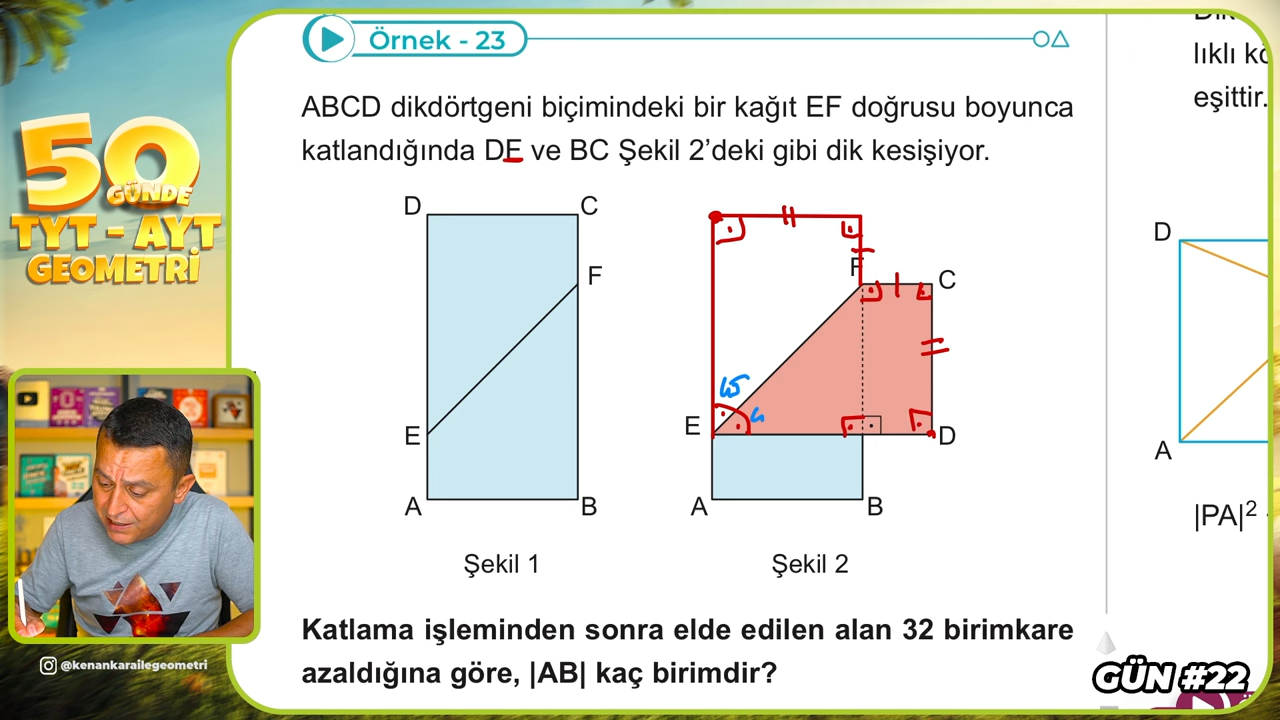 Örnek - 23
ABCD dikdörtgeni biçimindeki bir kağıt EF doğrusu boyunca
katlandığında DE ve BC Şekil 2’deki gibi dik kesişiyor.
D
C
F
E
A
B
Şekil 1
F
C
45
4
E
D
A
B
Şekil 2
Katlama işleminden sonra elde edilen alan 32 birimkare
azaldığına göre, |AB| kaç birimdir?
lıklı
eşittir.
D
A
|PA|²
50
GÜNDE
TYT - AYT
GEOMETRİ
@kenankarailegeometri
GÜN #22